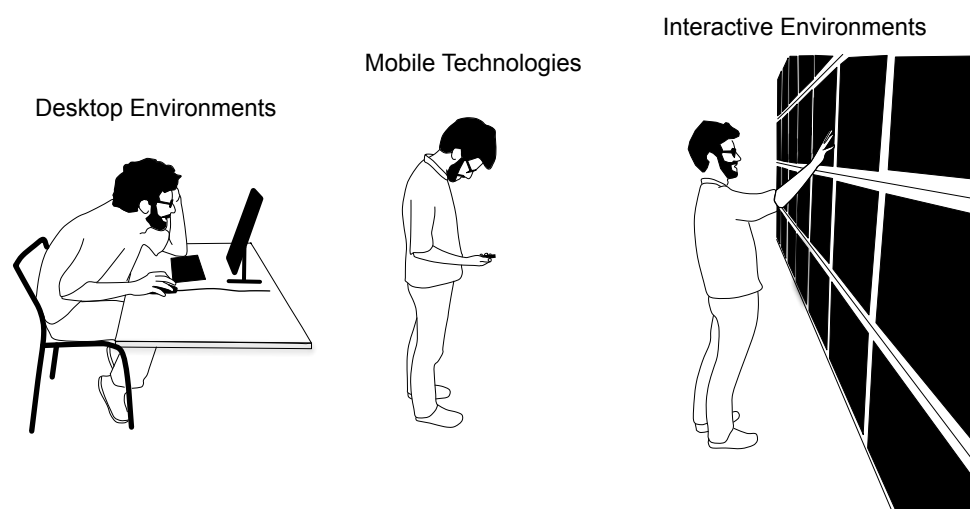 Desktop Environments
Mobile Technologies
Interactive Environments